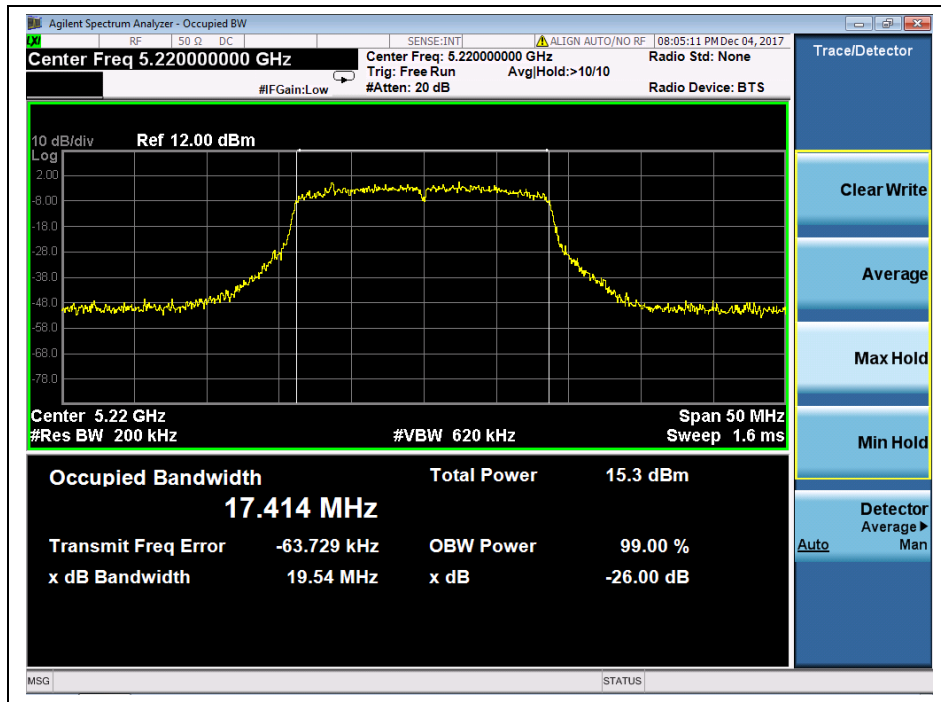 Agilent Spectrum Analyzer - Occupied BW
LXI RF 50 Ω DC SENSE:INT ALIGN AUTO/NO RF 08:05:11 PM Dec 04, 2017
Center Freq 5.220000000 GHz
#IFGain:Low
Center Freq: 5.220000000 GHz
Trig: Free Run Avg|Hold:>10/10
#Atten: 20 dB
Radio Std: None
Radio Device: BTS
10 dB/div Ref 12.00 dBm
Log
2.00
-8.00
-18.0
-28.0
-38.0
-48.0
-58.0
-68.0
-78.0
Center 5.22 GHz Span 50 MHz
#Res BW 200 kHz #VBW 620 kHz Sweep 1.6 ms
Occupied Bandwidth Total Power 15.3 dBm
17.414 MHz
Transmit Freq Error -63.729 kHz OBW Power 99.00 %
x dB Bandwidth 19.54 MHz x dB -26.00 dB
MSG STATUS
Trace/Detector
Clear Write
Average
Max Hold
Min Hold
Detector
Average
Auto Man